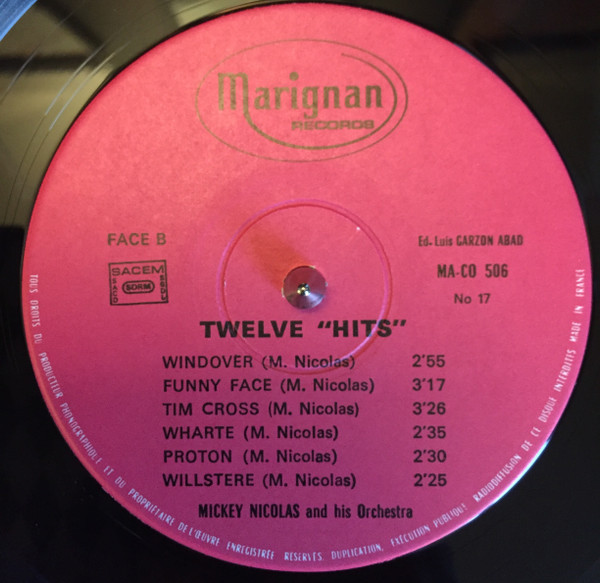 Marignan
RECORDS
FACE B
Ed. Luis GARZON ABAD
SACEM
SACD
SDRM
SGDL
MA-CO 506
No 17
TWELVE "HITS"
WINDOVER (M. Nicolas) 2'55
FUNNY FACE (M. Nicolas) 3'17
TIM CROSS (M. Nicolas) 3'26
WHARTE (M. Nicolas) 2'35
PROTON (M. Nicolas) 2'30
WILLSTERE (M. Nicolas) 2'25
MICKEY NICOLAS and his Orchestra
TOUS DROITS DU PRODUCTEUR PHONOGRAPHIQUE ET DU PROPRIÉTAIRE DE L'ŒUVRE ENREGISTRÉE RÉSERVÉS. DUPLICATION, EXÉCUTION PUBLIQUE, RADIODIFFUSION DE CE DISQUE INTERDITES MADE IN FRANCE